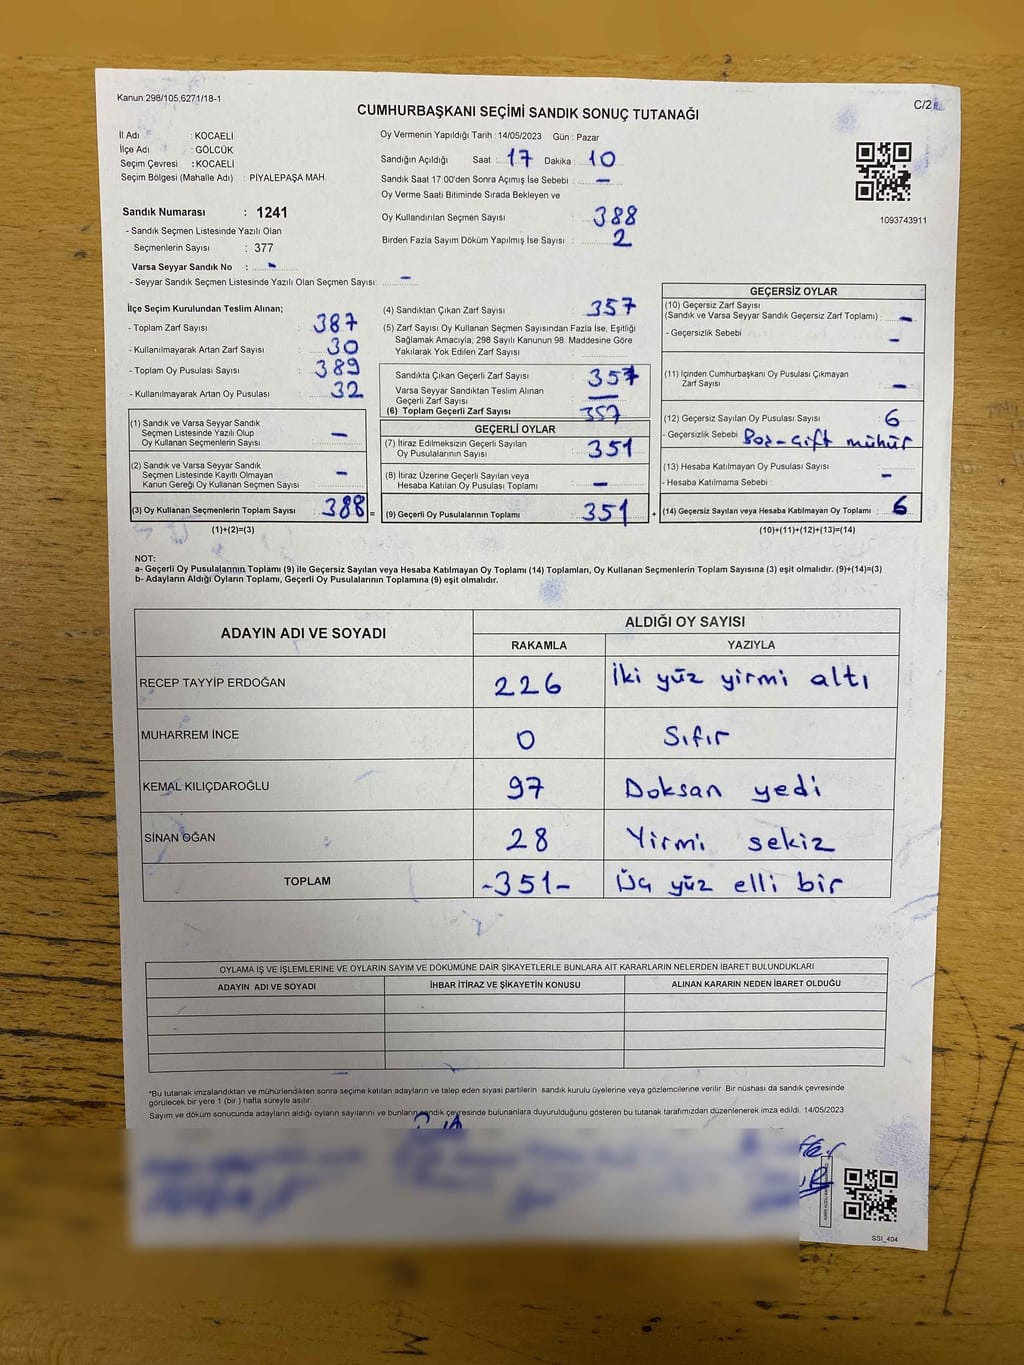 Kanun:298/105,6271/18-1
C/2
CUMHURBAŞKANI SEÇİMİ SANDIK SONUÇ TUTANAĞI
İl Adı : KOCAELİ
İlçe Adı : GÖLCÜK
Seçim Çevresi : KOCAELİ
Seçim Bölgesi (Mahalle Adı) : PİYALEPAŞA MAH.
Sandık Numarası : 1241
- Sandık Seçmen Listesinde Yazılı Olan
Seçmenlerin Sayısı : 377
Varsa Seyyar Sandık No : -
- Seyyar Sandık Seçmen Listesinde Yazılı Olan Seçmen Sayısı: -
Oy Vermenin Yapıldığı Tarih : 14/05/2023 Gün : Pazar
Sandığın Açıldığı Saat : 17 Dakika : 10
Sandık Saat 17:00'den Sonra Açımış İse Sebebi : -
Oy Verme Saati Bitiminde Sırada Bekleyen ve
Oy Kullandırılan Seçmen Sayısı : 388
Birden Fazla Sayım Döküm Yapılmış İse Sayısı : 2
1093743911
İlçe Seçim Kurulundan Teslim Alınan;
- Toplam Zarf Sayısı : 387
- Kullanılmayarak Artan Zarf Sayısı : 30
- Toplam Oy Pusulası Sayısı : 389
- Kullanılmayarak Artan Oy Pusulası : 32
(1) Sandık ve Varsa Seyyar Sandık
Seçmen Listesinde Yazılı Olup
Oy Kullanan Seçmenlerin Sayısı : -
(2) Sandık ve Varsa Seyyar Sandık
Seçmen Listesinde Kayıtlı Olmayan
Kanun Gereği Oy Kullanan Seçmen Sayısı : -
(3) Oy Kullanan Seçmenlerin Toplam Sayısı : 388 =
(1)+(2)=(3)
(4) Sandıktan Çıkan Zarf Sayısı : 357
(5) Zarf Sayısı Oy Kullanan Seçmen Sayısından Fazla İse, Eşitliği
Sağlamak Amacıyla; 298 Sayılı Kanunun 98. Maddesine Göre
Yakılarak Yok Edilen Zarf Sayısı :
Sandıkta Çıkan Geçerli Zarf Sayısı : 357
Varsa Seyyar Sandıktan Teslim Alınan
Geçerli Zarf Sayısı : -
(6) Toplam Geçerli Zarf Sayısı : 357
GEÇERLİ OYLAR
(7) İtiraz Edilmeksizin Geçerli Sayılan
Oy Pusulalarının Sayısı : 351
(8) İtiraz Üzerine Geçerli Sayılan veya
Hesaba Katılan Oy Pusulası Toplamı : -
(9) Geçerli Oy Pusulalarının Toplamı : 351 +
GEÇERSİZ OYLAR
(10) Geçersiz Zarf Sayısı
(Sandık ve Varsa Seyyar Sandık Geçersiz Zarf Toplamı) : -
- Geçersizlik Sebebi : -
(11) İçinden Cumhurbaşkanı Oy Pusulası Çıkmayan
Zarf Sayısı : -
(12) Geçersiz Sayılan Oy Pusulası Sayısı : 6
- Geçersizlik Sebebi : Boş-Çift mühür
(13) Hesaba Katılmayan Oy Pusulası Sayısı : -
- Hesaba Katılmama Sebebi :
(14) Geçersiz Sayılan veya Hesaba Katılmayan Oy Toplamı : 6
(10)+(11)+(12)+(13)=(14)
NOT:
a- Geçerli Oy Pusulalarının Toplamı (9) ile Geçersiz Sayılan veya Hesaba Katılmayan Oy Toplamı (14) Toplamları, Oy Kullanan Seçmenlerin Toplam Sayısına (3) eşit olmalıdır. (9)+(14)=(3)
b- Adayların Aldığı Oyların Toplamı, Geçerli Oy Pusulalarının Toplamına (9) eşit olmalıdır.
ADAYIN ADI VE SOYADI ALDIĞI OY SAYISI
RAKAMLA YAZIYLA
RECEP TAYYİP ERDOĞAN 226 İki yüz yirmi altı
MUHARREM İNCE 0 Sıfır
KEMAL KILIÇDAROĞLU 97 Doksan yedi
SİNAN OĞAN 28 Yirmi sekiz
TOPLAM -351- Üç yüz elli bir
OYLAMA İŞ VE İŞLEMLERİNE VE OYLARIN SAYIM VE DÖKÜMÜNE DAİR ŞİKAYETLERLE BUNLARA AİT KARARLARIN NELERDEN İBARET BULUNDUKLARI
ADAYIN ADI VE SOYADI İHBAR İTİRAZ VE ŞİKAYETİN KONUSU ALINAN KARARIN NEDEN İBARET OLDUĞU
*Bu tutanak imzalandıktan ve mühürlendikten sonra seçime katılan adayların ve talep eden siyasi partilerin sandık kurulu üyelerine veya gözlemcilerine verilir. Bir nüshası da sandık çevresinde
görülecek bir yere 1 (bir ) hafta süreyle asılır.
Sayım ve döküm sonucunda adayların aldığı oyların sayılarını ve bunların sandık çevresinde bulunanlara duyurulduğunu gösteren bu tutanak tarafımızdan düzenlenerek imza edildi. 14/05/2023
SSI_404